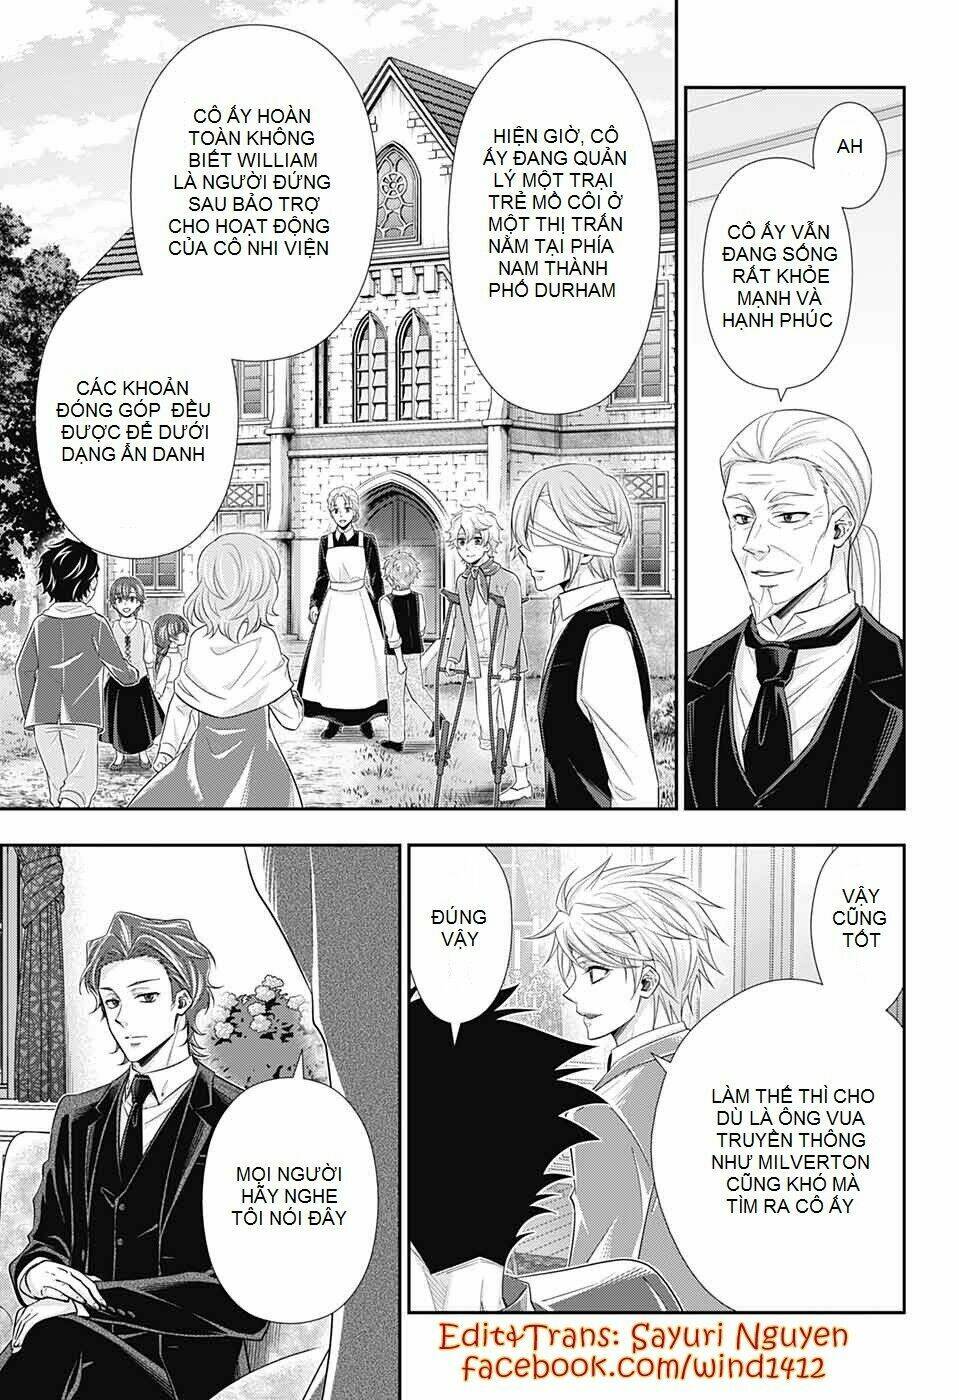 AH
CÔ ẤY VẪN
ĐANG SỐNG
RẤT KHỎE
MẠNH VÀ
HẠNH PHÚC
HIỆN GIỜ, CÔ
ẤY ĐANG QUẢN
LÝ MỘT TRẠI
TRẺ MỒ CÔI Ở
MỘT THỊ TRẤN
NẰM TẠI PHÍA
NAM THÀNH
PHỐ DURHAM
CÔ ẤY HOÀN
TOÀN KHÔNG
BIẾT WILLIAM
LÀ NGƯỜI ĐỨNG
SAU BẢO TRỢ
CHO HOẠT ĐỘNG
CỦA CÔ NHI VIỆN
CÁC KHOẢN
ĐÓNG GÓP ĐỀU
ĐƯỢC ĐỂ DƯỚI
DẠNG ẨN DANH
VẬY
CŨNG
TỐT
LÀM THẾ THÌ CHO
DÙ LÀ ÔNG VUA
TRUYỀN THÔNG
NHƯ MILVERTON
CŨNG KHÓ MÀ
TÌM RA CÔ ẤY
ĐÚNG
VẬY
MỌI NGƯỜI
HÃY NGHE
TÔI NÓI ĐÂY
Edit&Trans: Sayuri Nguyen
facebook.com/wind1412